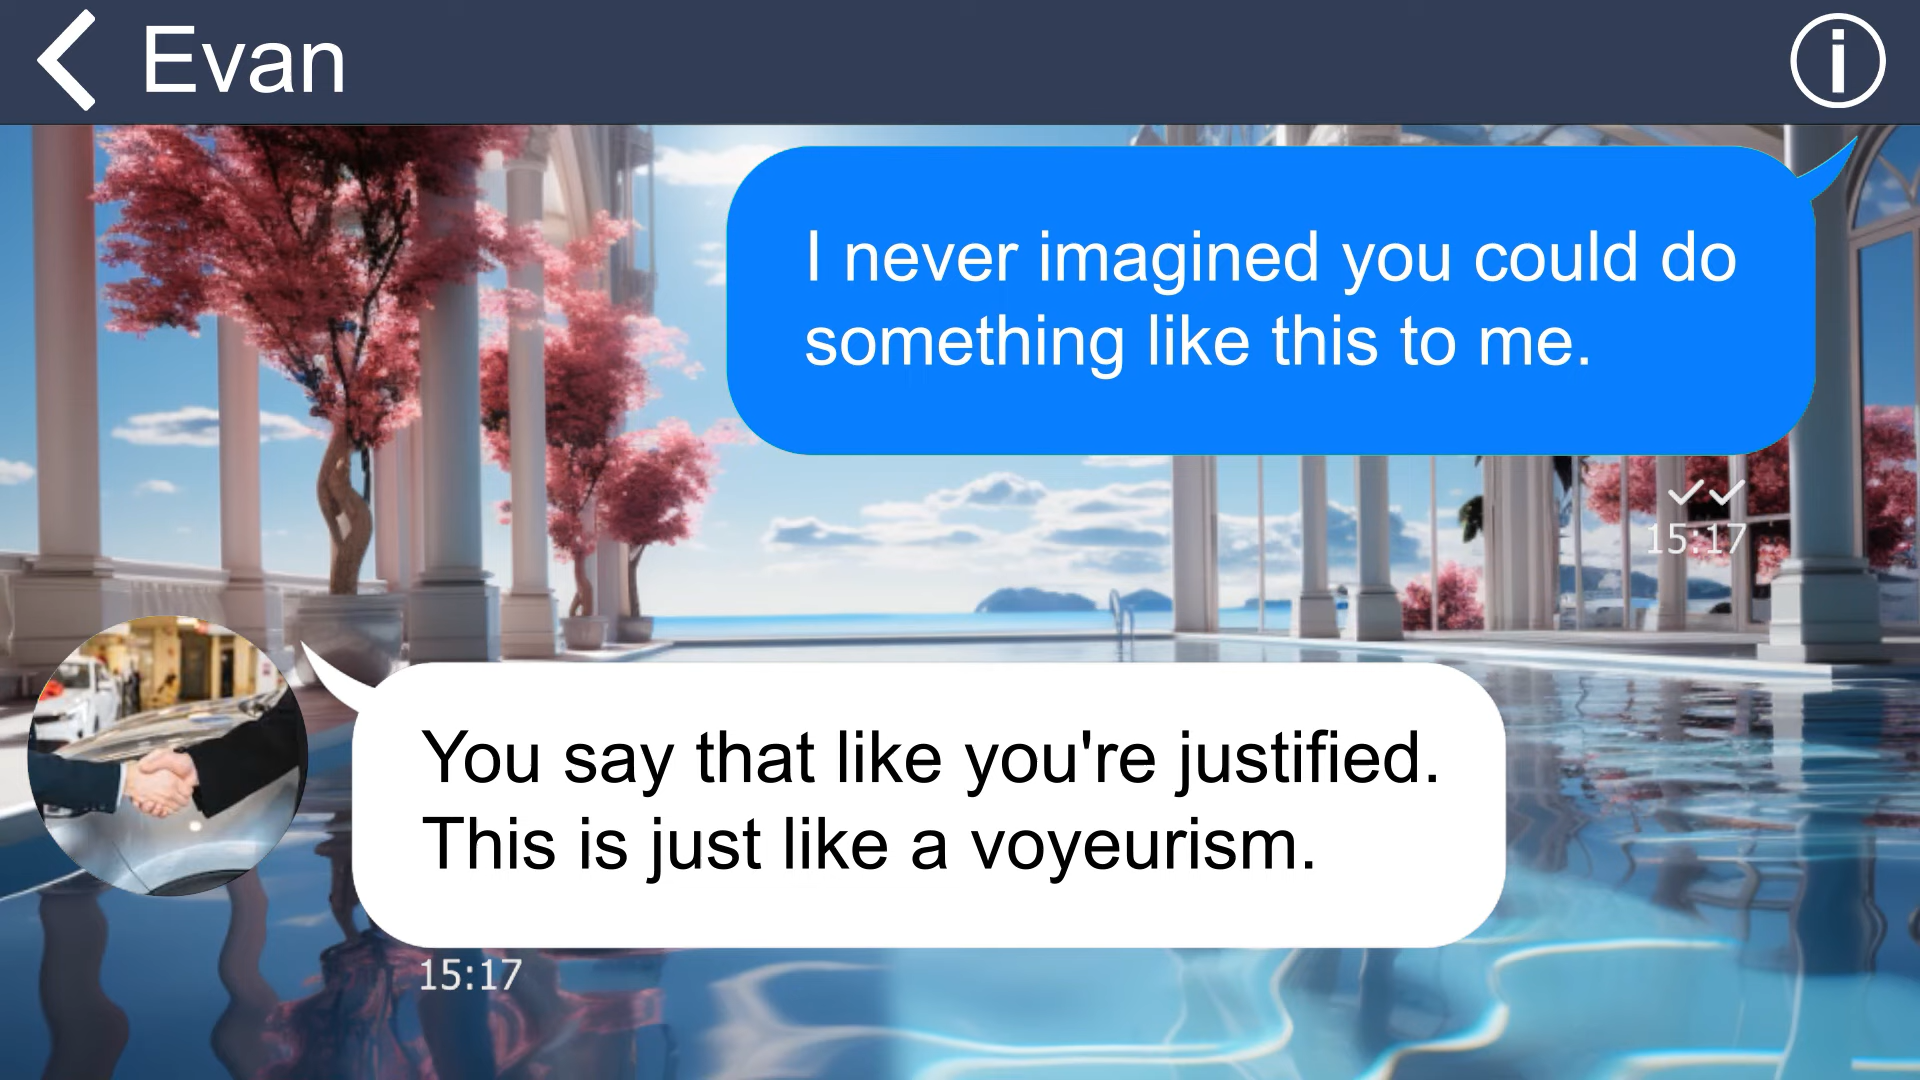 Evan
I never imagined you could do
something like this to me.
15:17
You say that like you're justified.
This is just like a voyeurism.
15:17